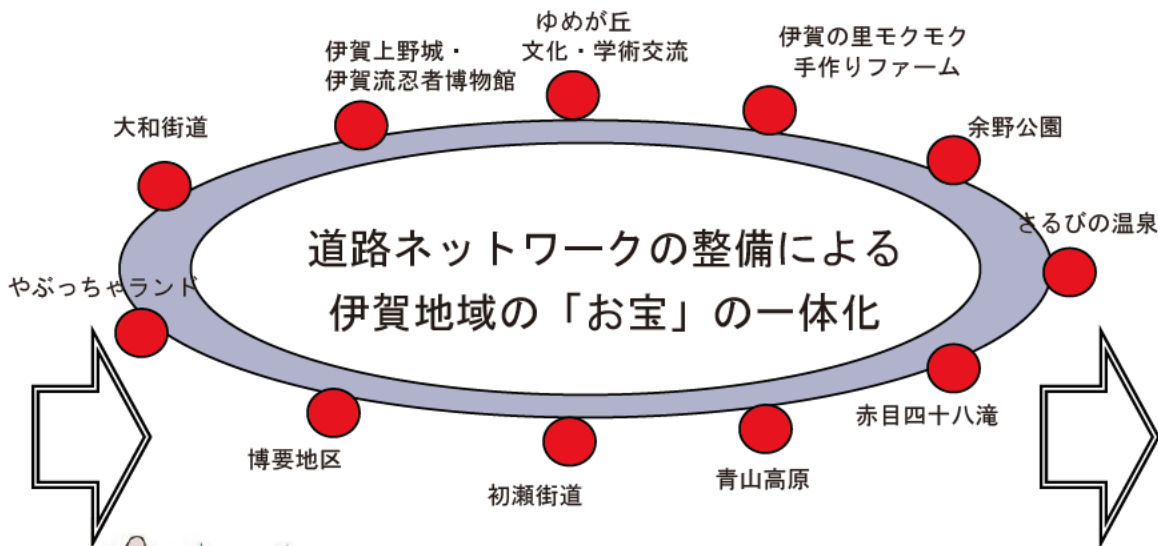 ゆめが丘
文化・学術交流
伊賀上野城・
伊賀流忍者博物館
伊賀の里モクモク
手作りファーム
大和街道
余野公園
さるびの温泉
やぶっちゃランド
道路ネットワークの整備による
伊賀地域の「お宝」の一体化
赤目四十八滝
博要地区
初瀬街道
青山高原